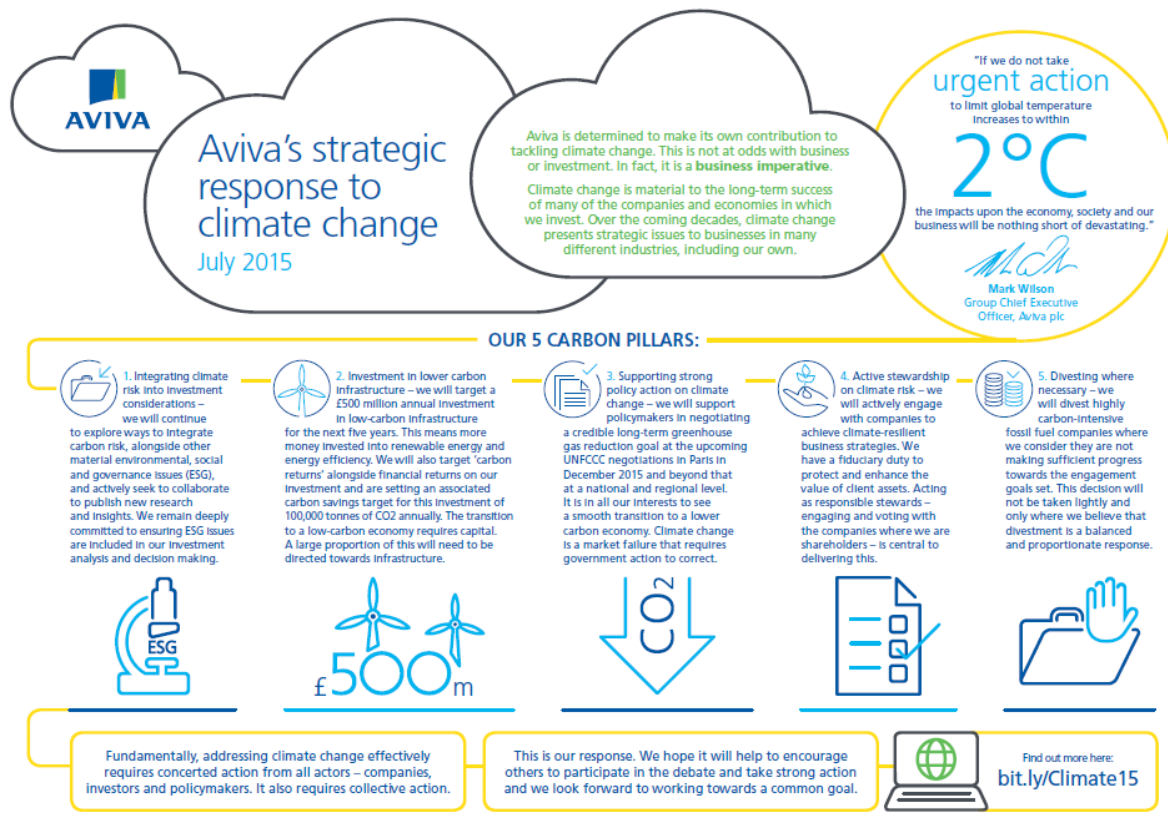 AVIVA
Aviva's strategic
response to
climate change
July 2015
Aviva is determined to make its own contribution to
tackling climate change. This is not at odds with business
or investment. In fact, it is a business imperative.
Climate change is material to the long-term success
of many of the companies and economies in which
we invest. Over the coming decades, climate change
presents strategic issues to businesses in many
different industries, including our own.
"If we do not take
urgent action
to limit global temperature
increases to within
2°C
the impacts upon the economy, society and our
business will be nothing short of devastating."
Mark Wilson
Group Chief Executive
Officer, Aviva plc
OUR 5 CARBON PILLARS:
1. Integrating climate
risk into investment
considerations –
we will continue
to explore ways to integrate
carbon risk, alongside other
material environmental, social
and governance issues (ESG),
and actively seek to collaborate
to publish new research
and insights. We remain deeply
committed to ensuring ESG issues
are included in our investment
analysis and decision making.
2. Investment in lower carbon
infrastructure – we will target a
£500 million annual investment
in low-carbon infrastructure
for the next five years. This means more
money invested into renewable energy and
energy efficiency. We will also target 'carbon
returns' alongside financial returns on our
investment and are setting an associated
carbon savings target for this investment of
100,000 tonnes of CO2 annually. The transition
to a low-carbon economy requires capital.
A large proportion of this will need to be
directed towards infrastructure.
3. Supporting strong
policy action on climate
change – we will support
policymakers in negotiating
a credible long-term greenhouse
gas reduction goal at the upcoming
UNFCCC negotiations in Paris in
December 2015 and beyond that
at a national and regional level.
It is in all our interests to see
a smooth transition to a lower
carbon economy. Climate change
is a market failure that requires
government action to correct.
4. Active stewardship
on climate risk – we
will actively engage
with companies to
achieve climate-resilient
business strategies. We
have a fiduciary duty to
protect and enhance the
value of client assets. Acting
as responsible stewards –
engaging and voting with
the companies where we are
shareholders – is central to
delivering this.
5. Divesting where
necessary – we
will divest highly
carbon-intensive
fossil fuel companies where
we consider they are not
making sufficient progress
towards the engagement
goals set. This decision will
not be taken lightly and
only where we believe that
divestment is a balanced
and proportionate response.
ESG
£500m
CO2
Fundamentally, addressing climate change effectively
requires concerted action from all actors – companies,
investors and policymakers. It also requires collective action.
This is our response. We hope it will help to encourage
others to participate in the debate and take strong action
and we look forward to working towards a common goal.
Find out more here:
bit.ly/Climate15